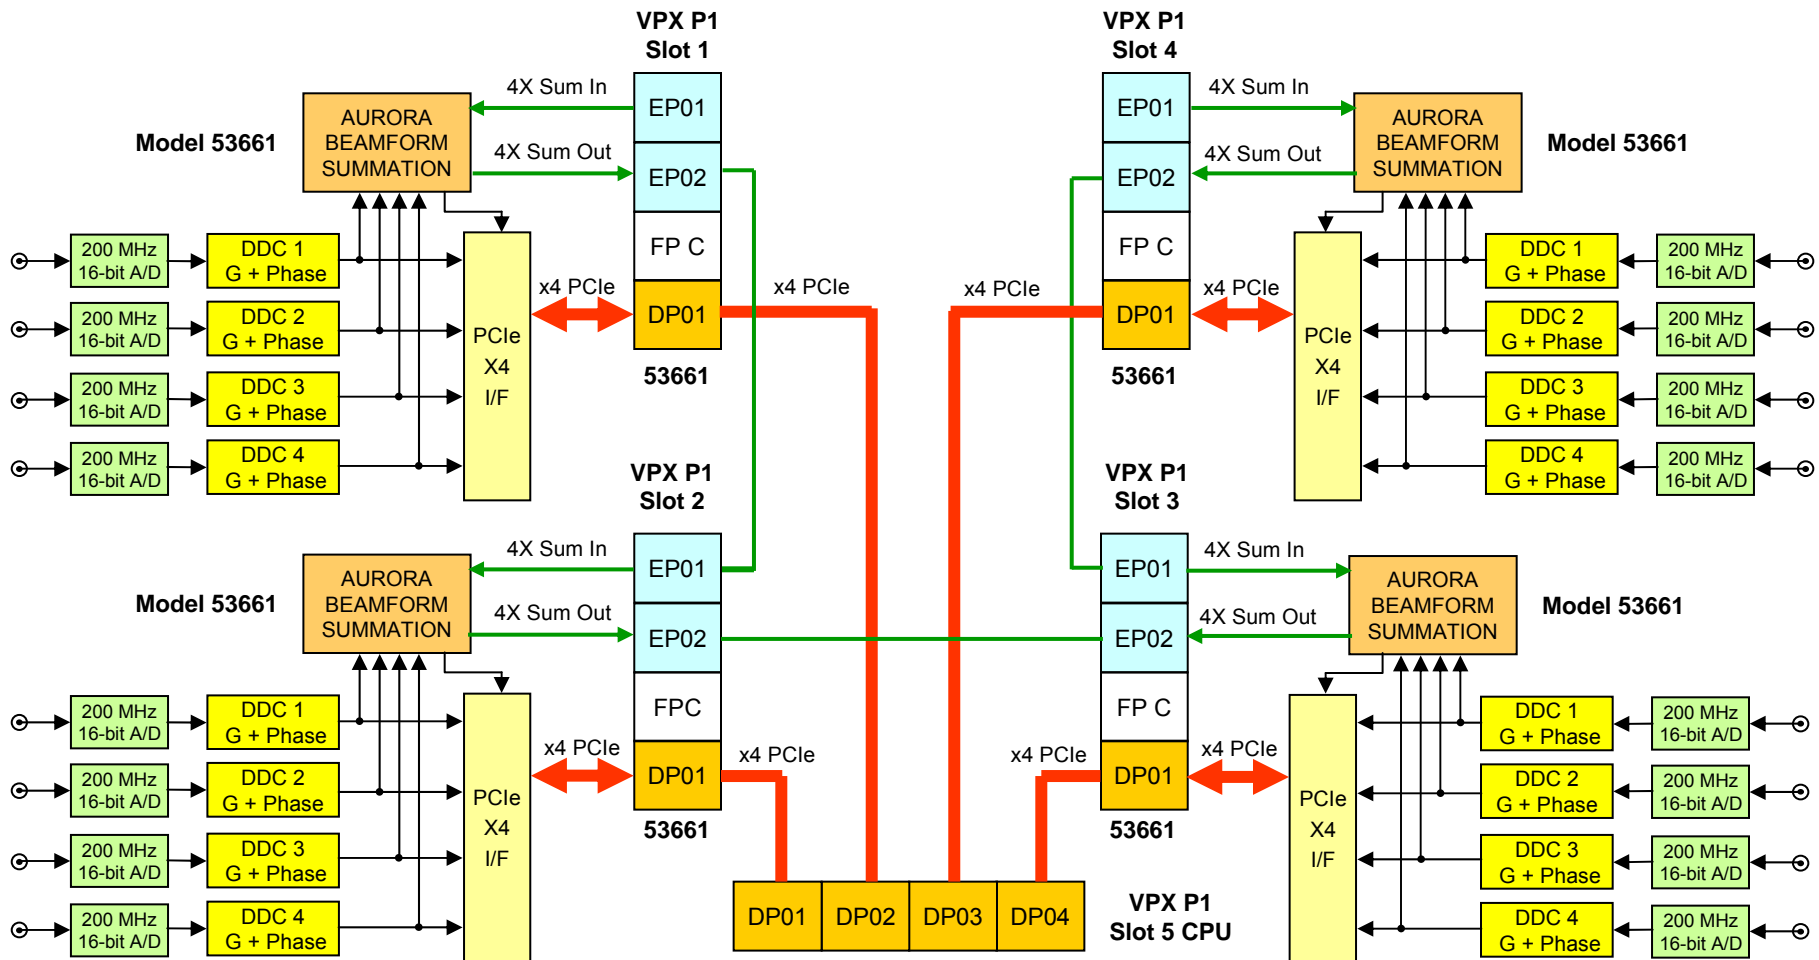 VPX P1
Slot 1
VPX P1
Slot 4
Model 53661
AURORA
BEAMFORM
SUMMATION
4X Sum In
4X Sum Out
EP01
EP02
FP C
DP01
53661
200 MHz
16-bit A/D
DDC 1
G + Phase
200 MHz
16-bit A/D
DDC 2
G + Phase
200 MHz
16-bit A/D
DDC 3
G + Phase
200 MHz
16-bit A/D
DDC 4
G + Phase
PCIe
X4
I/F
x4 PCIe
x4 PCIe
EP01
EP02
FP C
DP01
53661
4X Sum In
4X Sum Out
AURORA
BEAMFORM
SUMMATION
Model 53661
x4 PCIe
x4 PCIe
PCIe
X4
I/F
DDC 1
G + Phase
200 MHz
16-bit A/D
DDC 2
G + Phase
200 MHz
16-bit A/D
DDC 3
G + Phase
200 MHz
16-bit A/D
DDC 4
G + Phase
200 MHz
16-bit A/D
VPX P1
Slot 2
VPX P1
Slot 3
Model 53661
AURORA
BEAMFORM
SUMMATION
4X Sum In
4X Sum Out
EP01
EP02
FPC
DP01
53661
200 MHz
16-bit A/D
DDC 1
G + Phase
200 MHz
16-bit A/D
DDC 2
G + Phase
200 MHz
16-bit A/D
DDC 3
G + Phase
200 MHz
16-bit A/D
DDC 4
G + Phase
PCIe
X4
I/F
x4 PCIe
x4 PCIe
EP01
EP02
FP C
DP01
53661
4X Sum In
4X Sum Out
AURORA
BEAMFORM
SUMMATION
Model 53661
x4 PCIe
x4 PCIe
PCIe
X4
I/F
DDC 1
G + Phase
200 MHz
16-bit A/D
DDC 2
G + Phase
200 MHz
16-bit A/D
DDC 3
G + Phase
200 MHz
16-bit A/D
DDC 4
G + Phase
200 MHz
16-bit A/D
DP01
DP02
DP03
DP04
VPX P1
Slot 5 CPU